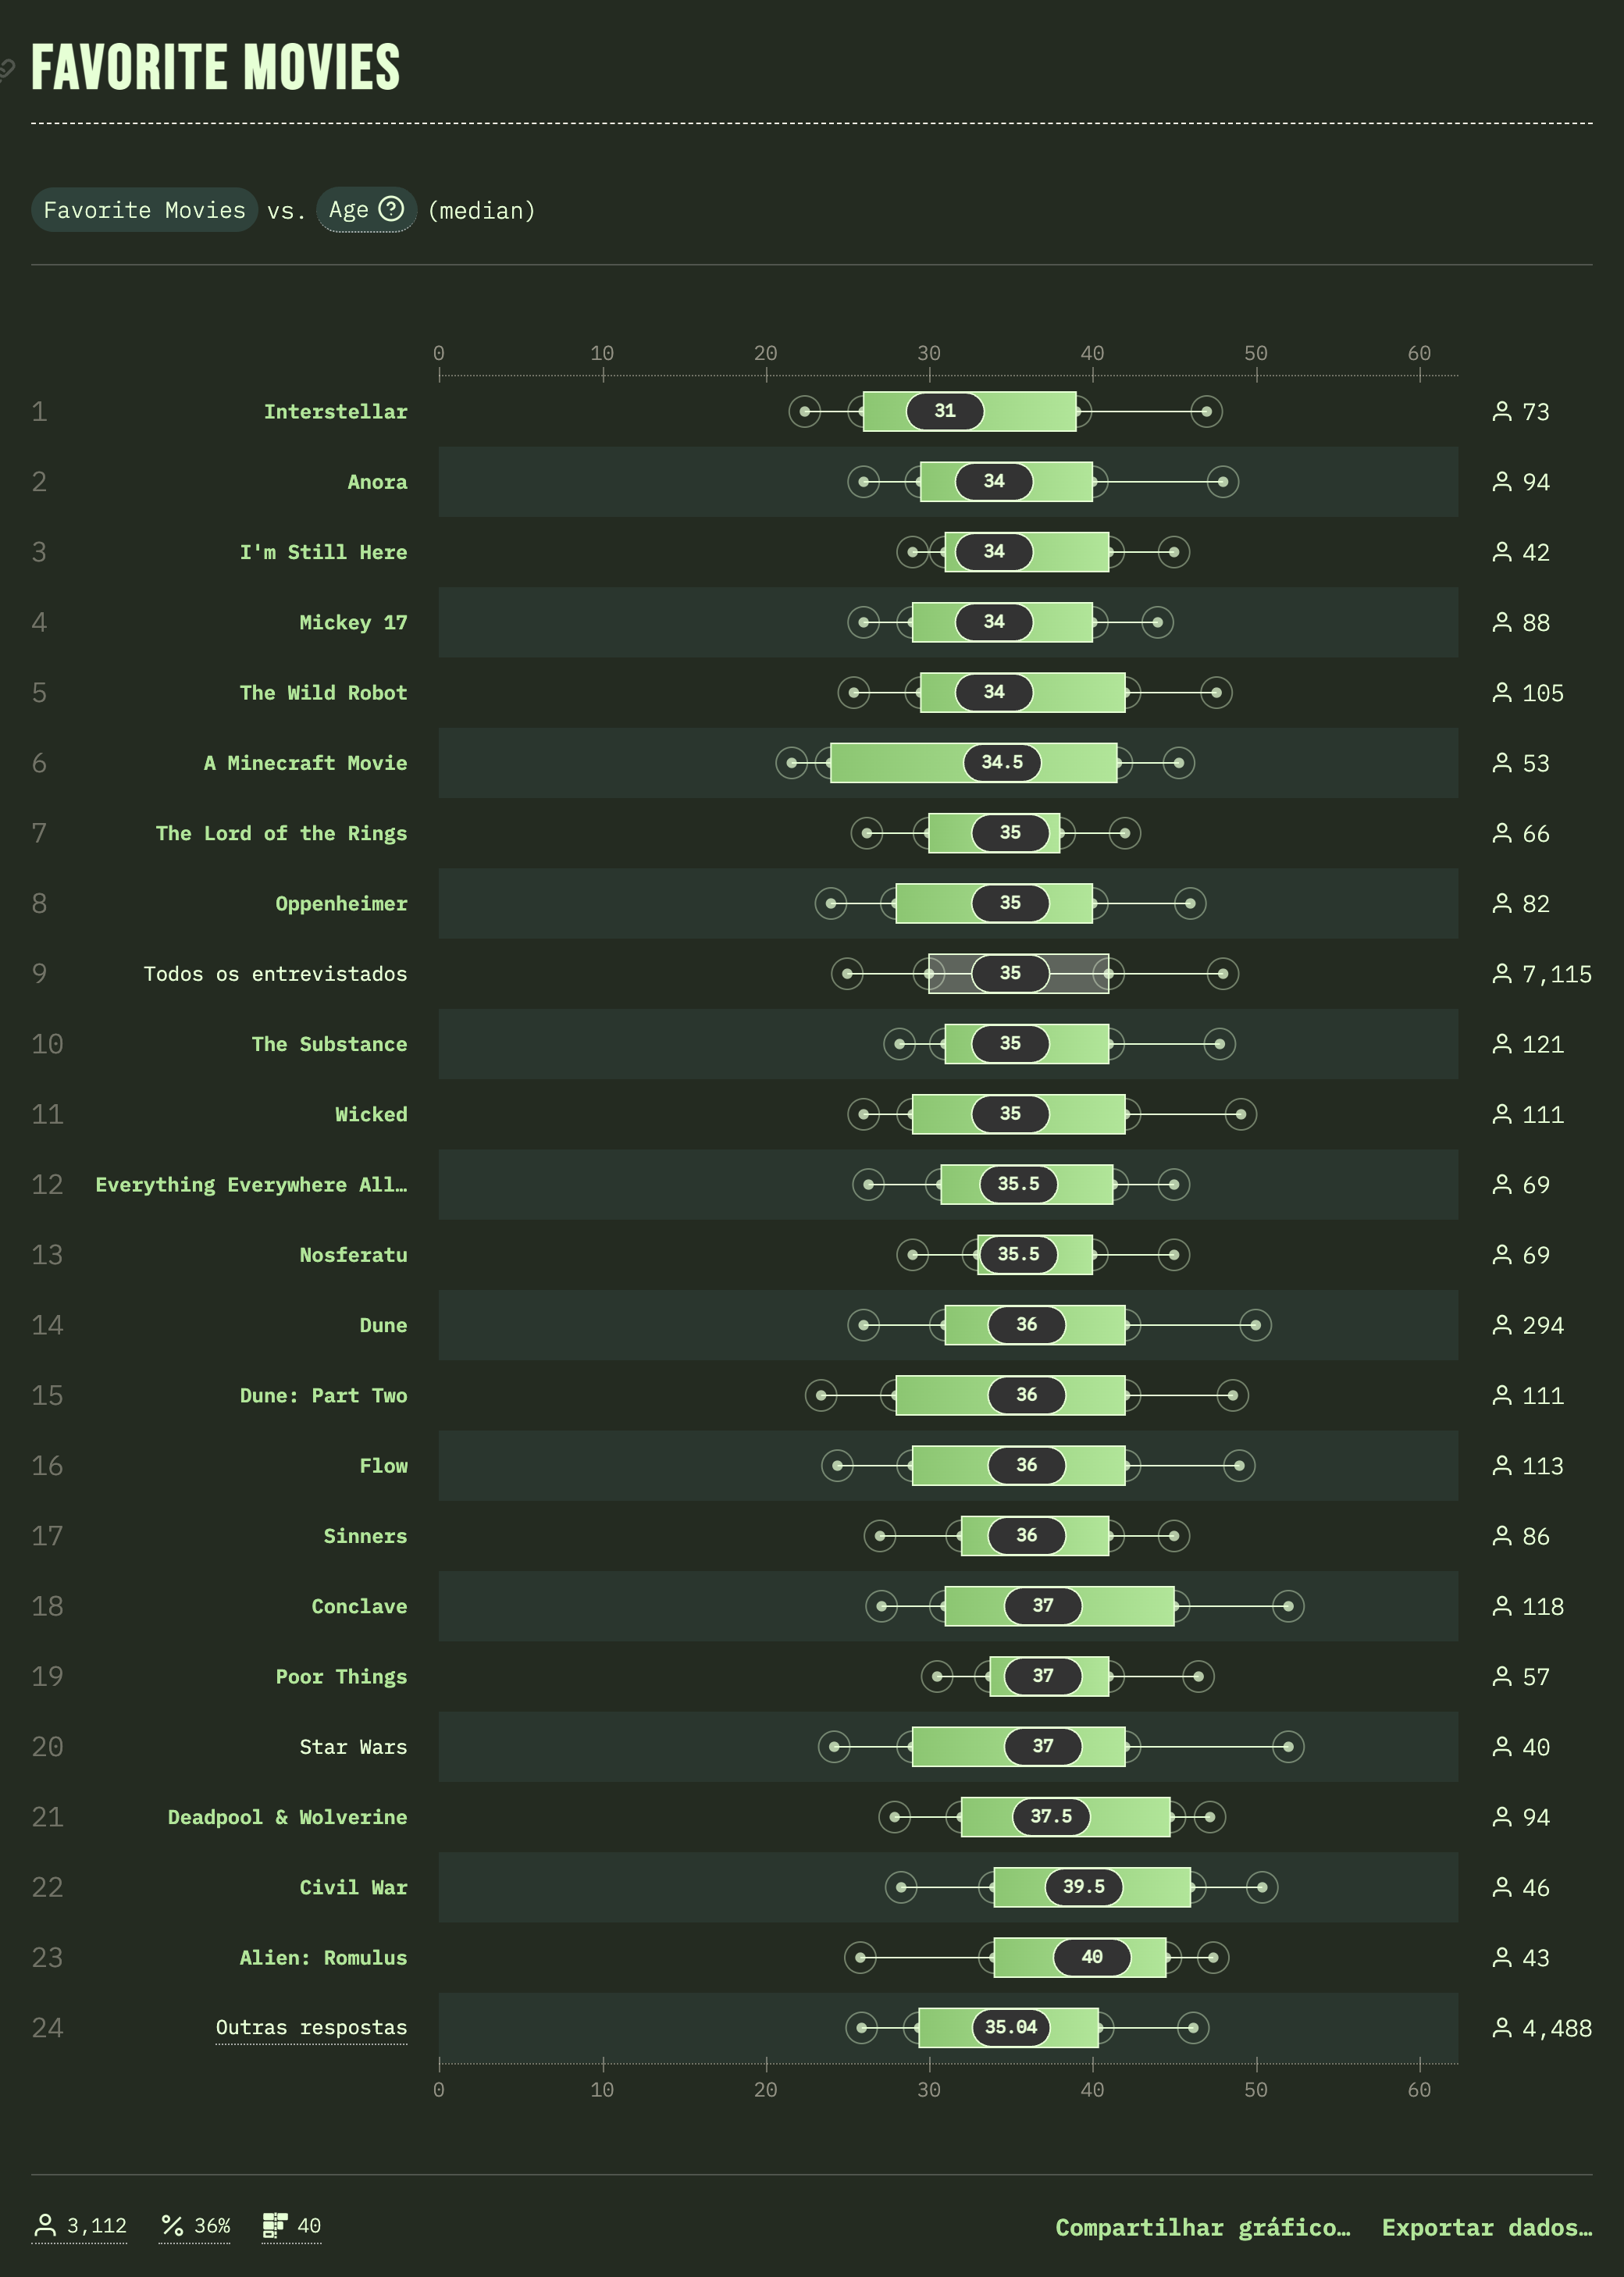 FAVORITE MOVIES
Favorite Movies vs. Age (median)
0 10 20 30 40 50 60
1 Interstellar 31 73
2 Anora 34 94
3 I'm Still Here 34 42
4 Mickey 17 34 88
5 The Wild Robot 34 105
6 A Minecraft Movie 34.5 53
7 The Lord of the Rings 35 66
8 Oppenheimer 35 82
9 Todos os entrevistados 35 7,115
10 The Substance 35 121
11 Wicked 35 111
12 Everything Everywhere All… 35.5 69
13 Nosferatu 35.5 69
14 Dune 36 294
15 Dune: Part Two 36 111
16 Flow 36 113
17 Sinners 36 86
18 Conclave 37 118
19 Poor Things 37 57
20 Star Wars 37 40
21 Deadpool & Wolverine 37.5 94
22 Civil War 39.5 46
23 Alien: Romulus 40 43
24 Outras respostas 35.04 4,488
0 10 20 30 40 50 60
3,112 36% 40 Compartilhar gráfico… Exportar dados…